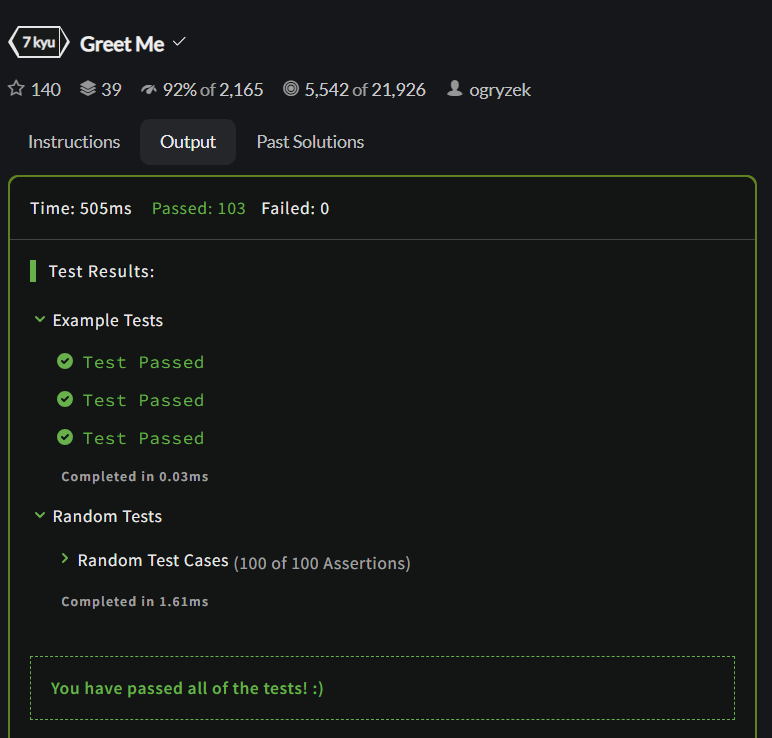 7 kyu Greet Me
140 39 92% of 2,165 5,542 of 21,926 ogryzek
Instructions Output Past Solutions
Time: 505ms Passed: 103 Failed: 0
Test Results:
Example Tests
Test Passed
Test Passed
Test Passed
Completed in 0.03ms
Random Tests
Random Test Cases (100 of 100 Assertions)
Completed in 1.61ms
You have passed all of the tests! :)